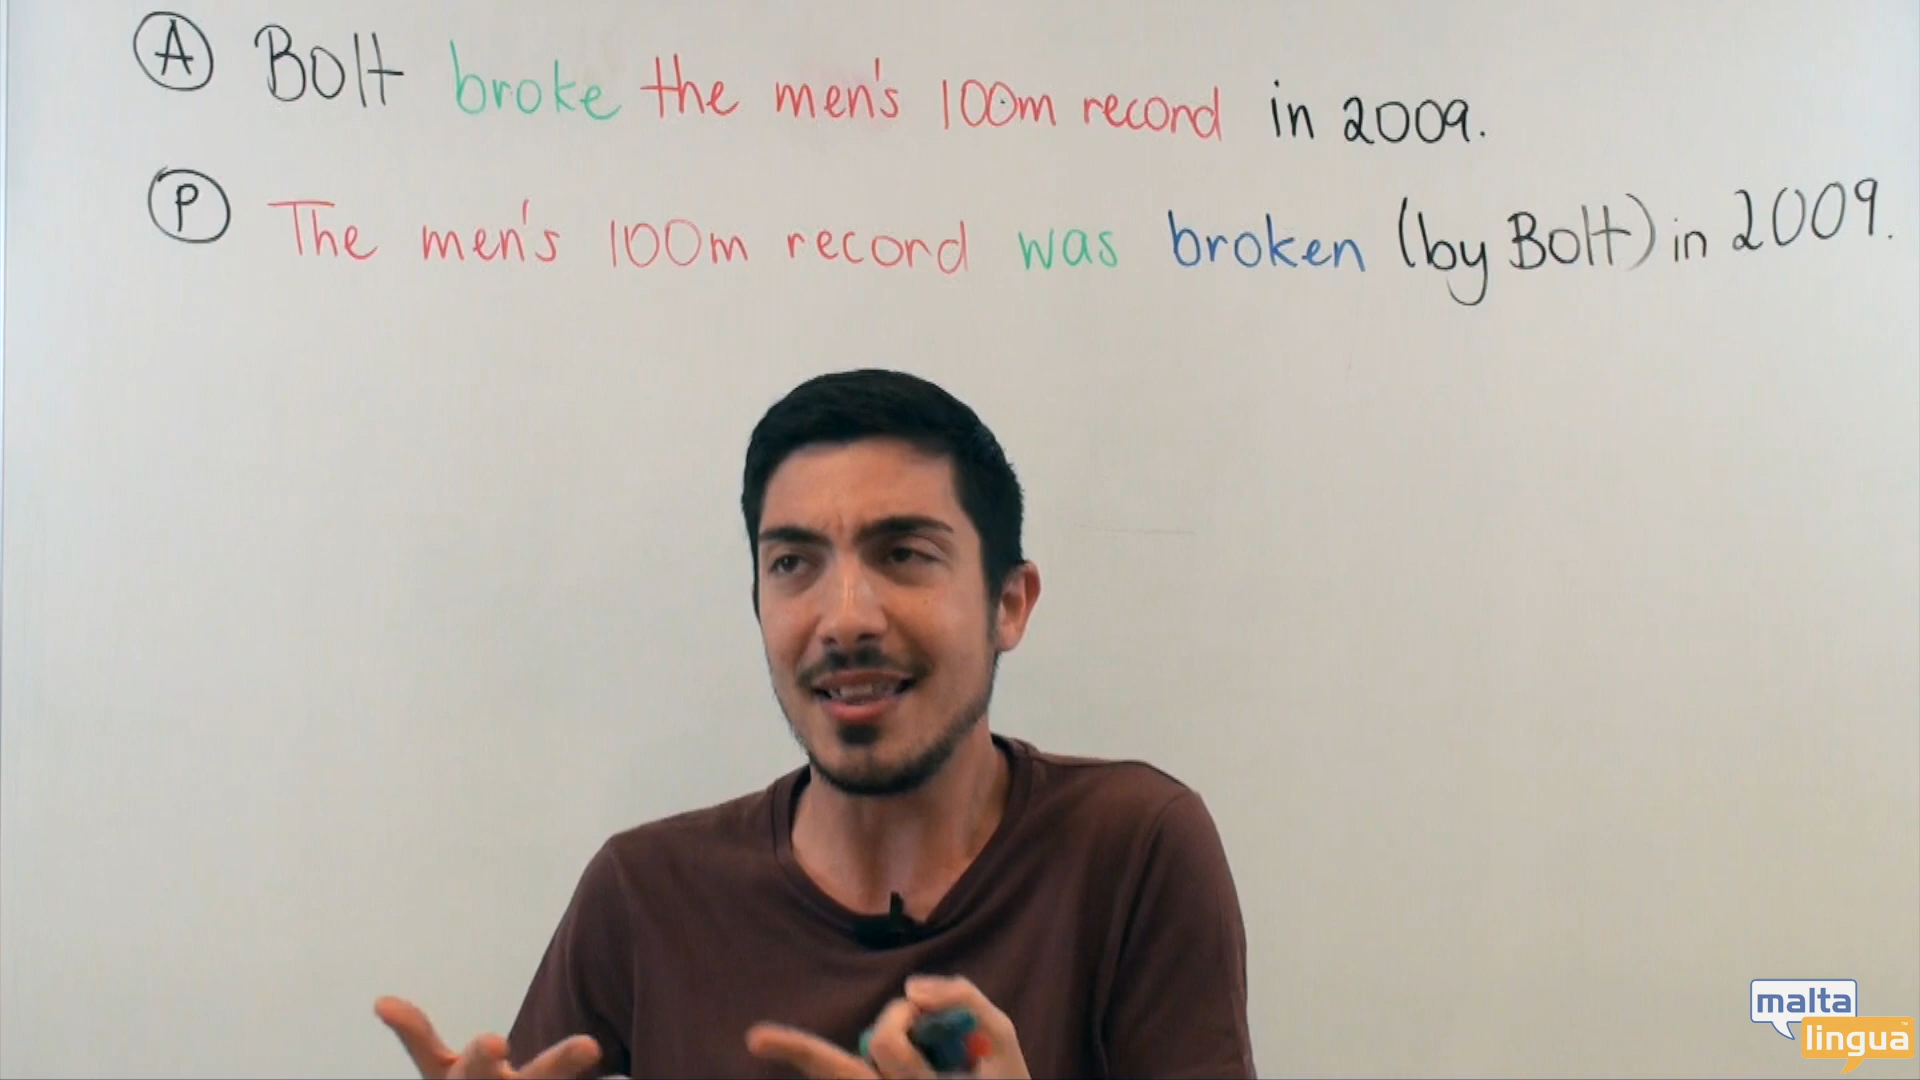 A Bolt broke the men's 100m record in 2009.
P The men's 100m record was broken (by Bolt) in 2009.
malta
lingua